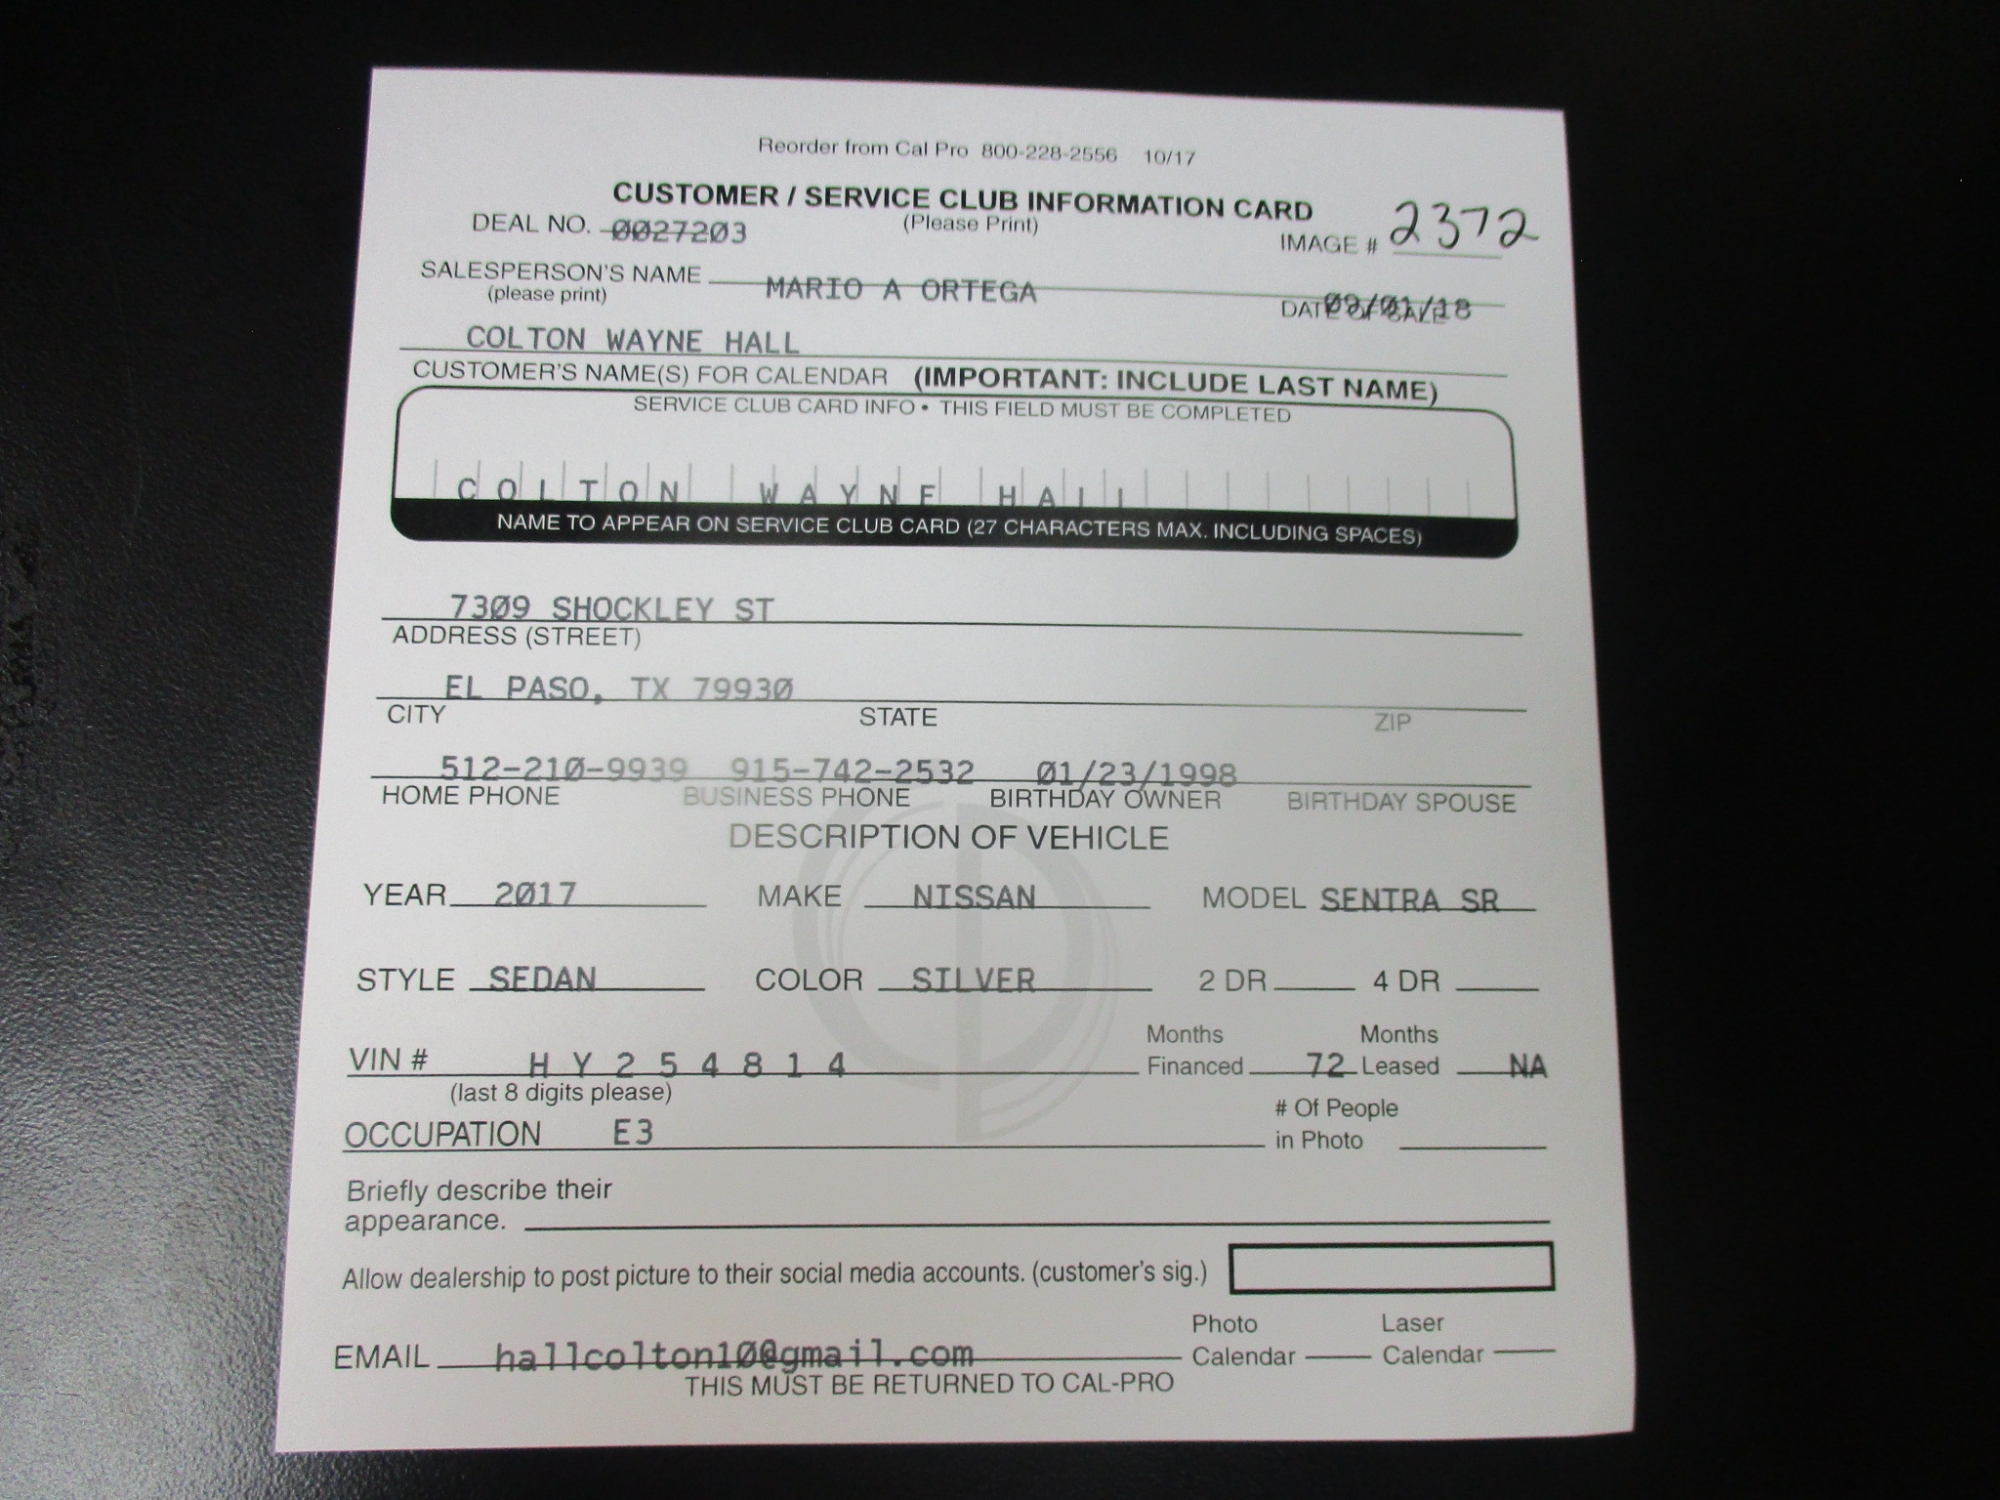 Reorder from Cal Pro 800-228-2556 10/17
CUSTOMER / SERVICE CLUB INFORMATION CARD
(Please Print)
DEAL NO. 0027203
IMAGE # 2372
SALESPERSON'S NAME MARIO A ORTEGA
(please print)
DATE OF SALE /01/18
COLTON WAYNE HALL
CUSTOMER'S NAME(S) FOR CALENDAR (IMPORTANT: INCLUDE LAST NAME)
SERVICE CLUB CARD INFO • THIS FIELD MUST BE COMPLETED
COLTON WAYNE HALL
NAME TO APPEAR ON SERVICE CLUB CARD (27 CHARACTERS MAX. INCLUDING SPACES)
7309 SHOCKLEY ST
ADDRESS (STREET)
EL PASO, TX 79930
CITY STATE ZIP
512-210-9939 915-742-2532 01/23/1998
HOME PHONE BUSINESS PHONE BIRTHDAY OWNER BIRTHDAY SPOUSE
DESCRIPTION OF VEHICLE
YEAR 2017 MAKE NISSAN MODEL SENTRA SR
STYLE SEDAN COLOR SILVER 2 DR 4 DR
Months Months
VIN # HY254814 Financed 72 Leased NA
(last 8 digits please)
# Of People
OCCUPATION E3 in Photo
Briefly describe their
appearance.
Allow dealership to post picture to their social media accounts. (customer's sig.)
Photo Laser
EMAIL hallcolton10@gmail.com Calendar Calendar
THIS MUST BE RETURNED TO CAL-PRO